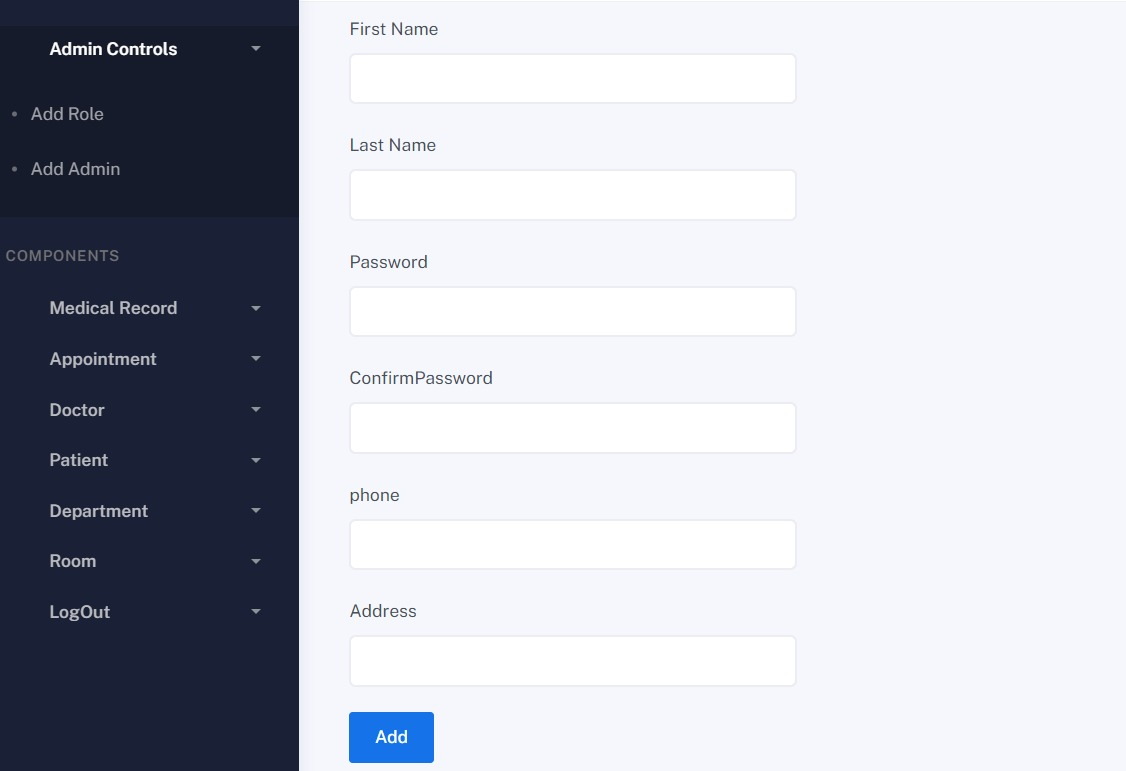 Admin Controls
Add Role
Add Admin
COMPONENTS
Medical Record
Appointment
Doctor
Patient
Department
Room
LogOut
First Name
Last Name
Password
ConfirmPassword
phone
Address
Add